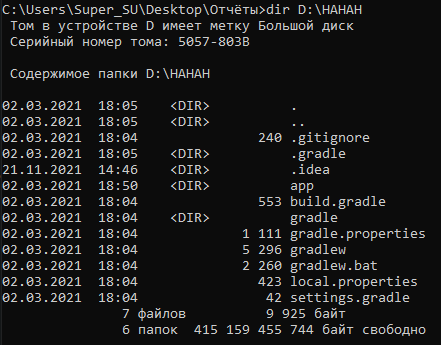 C:\Users\Super_SU\Desktop\Отчёты>dir D:\HAHAH
Том в устройстве D имеет метку Большой диск
Серийный номер тома: 5057-803B
Содержимое папки D:\HAHAH
02.03.2021  18:05    <DIR>          .
02.03.2021  18:05    <DIR>          ..
02.03.2021  18:04               240 .gitignore
02.03.2021  18:05    <DIR>          .gradle
21.11.2021  14:46    <DIR>          .idea
02.03.2021  18:50    <DIR>          app
02.03.2021  18:04               553 build.gradle
02.03.2021  18:04    <DIR>          gradle
02.03.2021  18:04             1 111 gradle.properties
02.03.2021  18:04             5 296 gradlew
02.03.2021  18:04             2 260 gradlew.bat
02.03.2021  18:04               423 local.properties
02.03.2021  18:04                42 settings.gradle
7 файлов          9 925 байт
6 папок  415 159 455 744 байт свободно